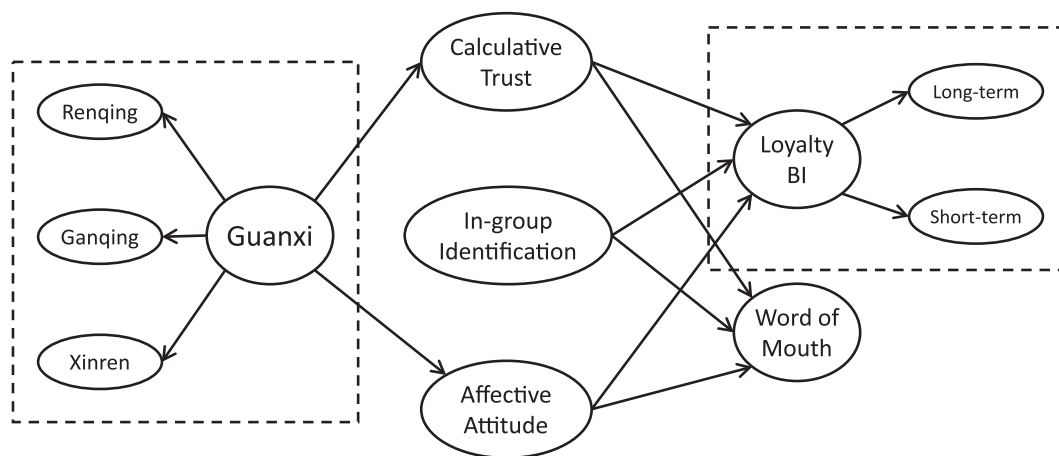 Renqing
Ganqing
Xinren
Guanxi
Calculative
Trust
In-group
Identification
Affective
Attitude
Loyalty
BI
Word of
Mouth
Long-term
Short-term